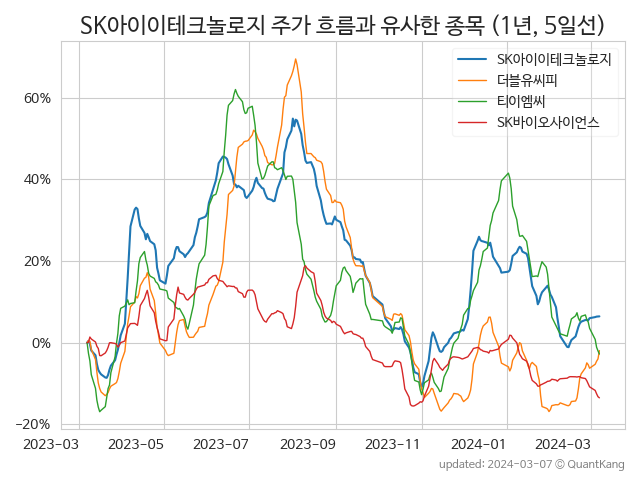 SK아이이테크놀로지 주가 흐름과 유사한 종목 (1년, 5일선)
SK아이이테크놀로지
더블유씨피
티이엠씨
SK바이오사이언스
60%
40%
20%
0%
−20%
2023-03 2023-05 2023-07 2023-09 2023-11 2024-01 2024-03
updated: 2024-03-07 © QuantKang